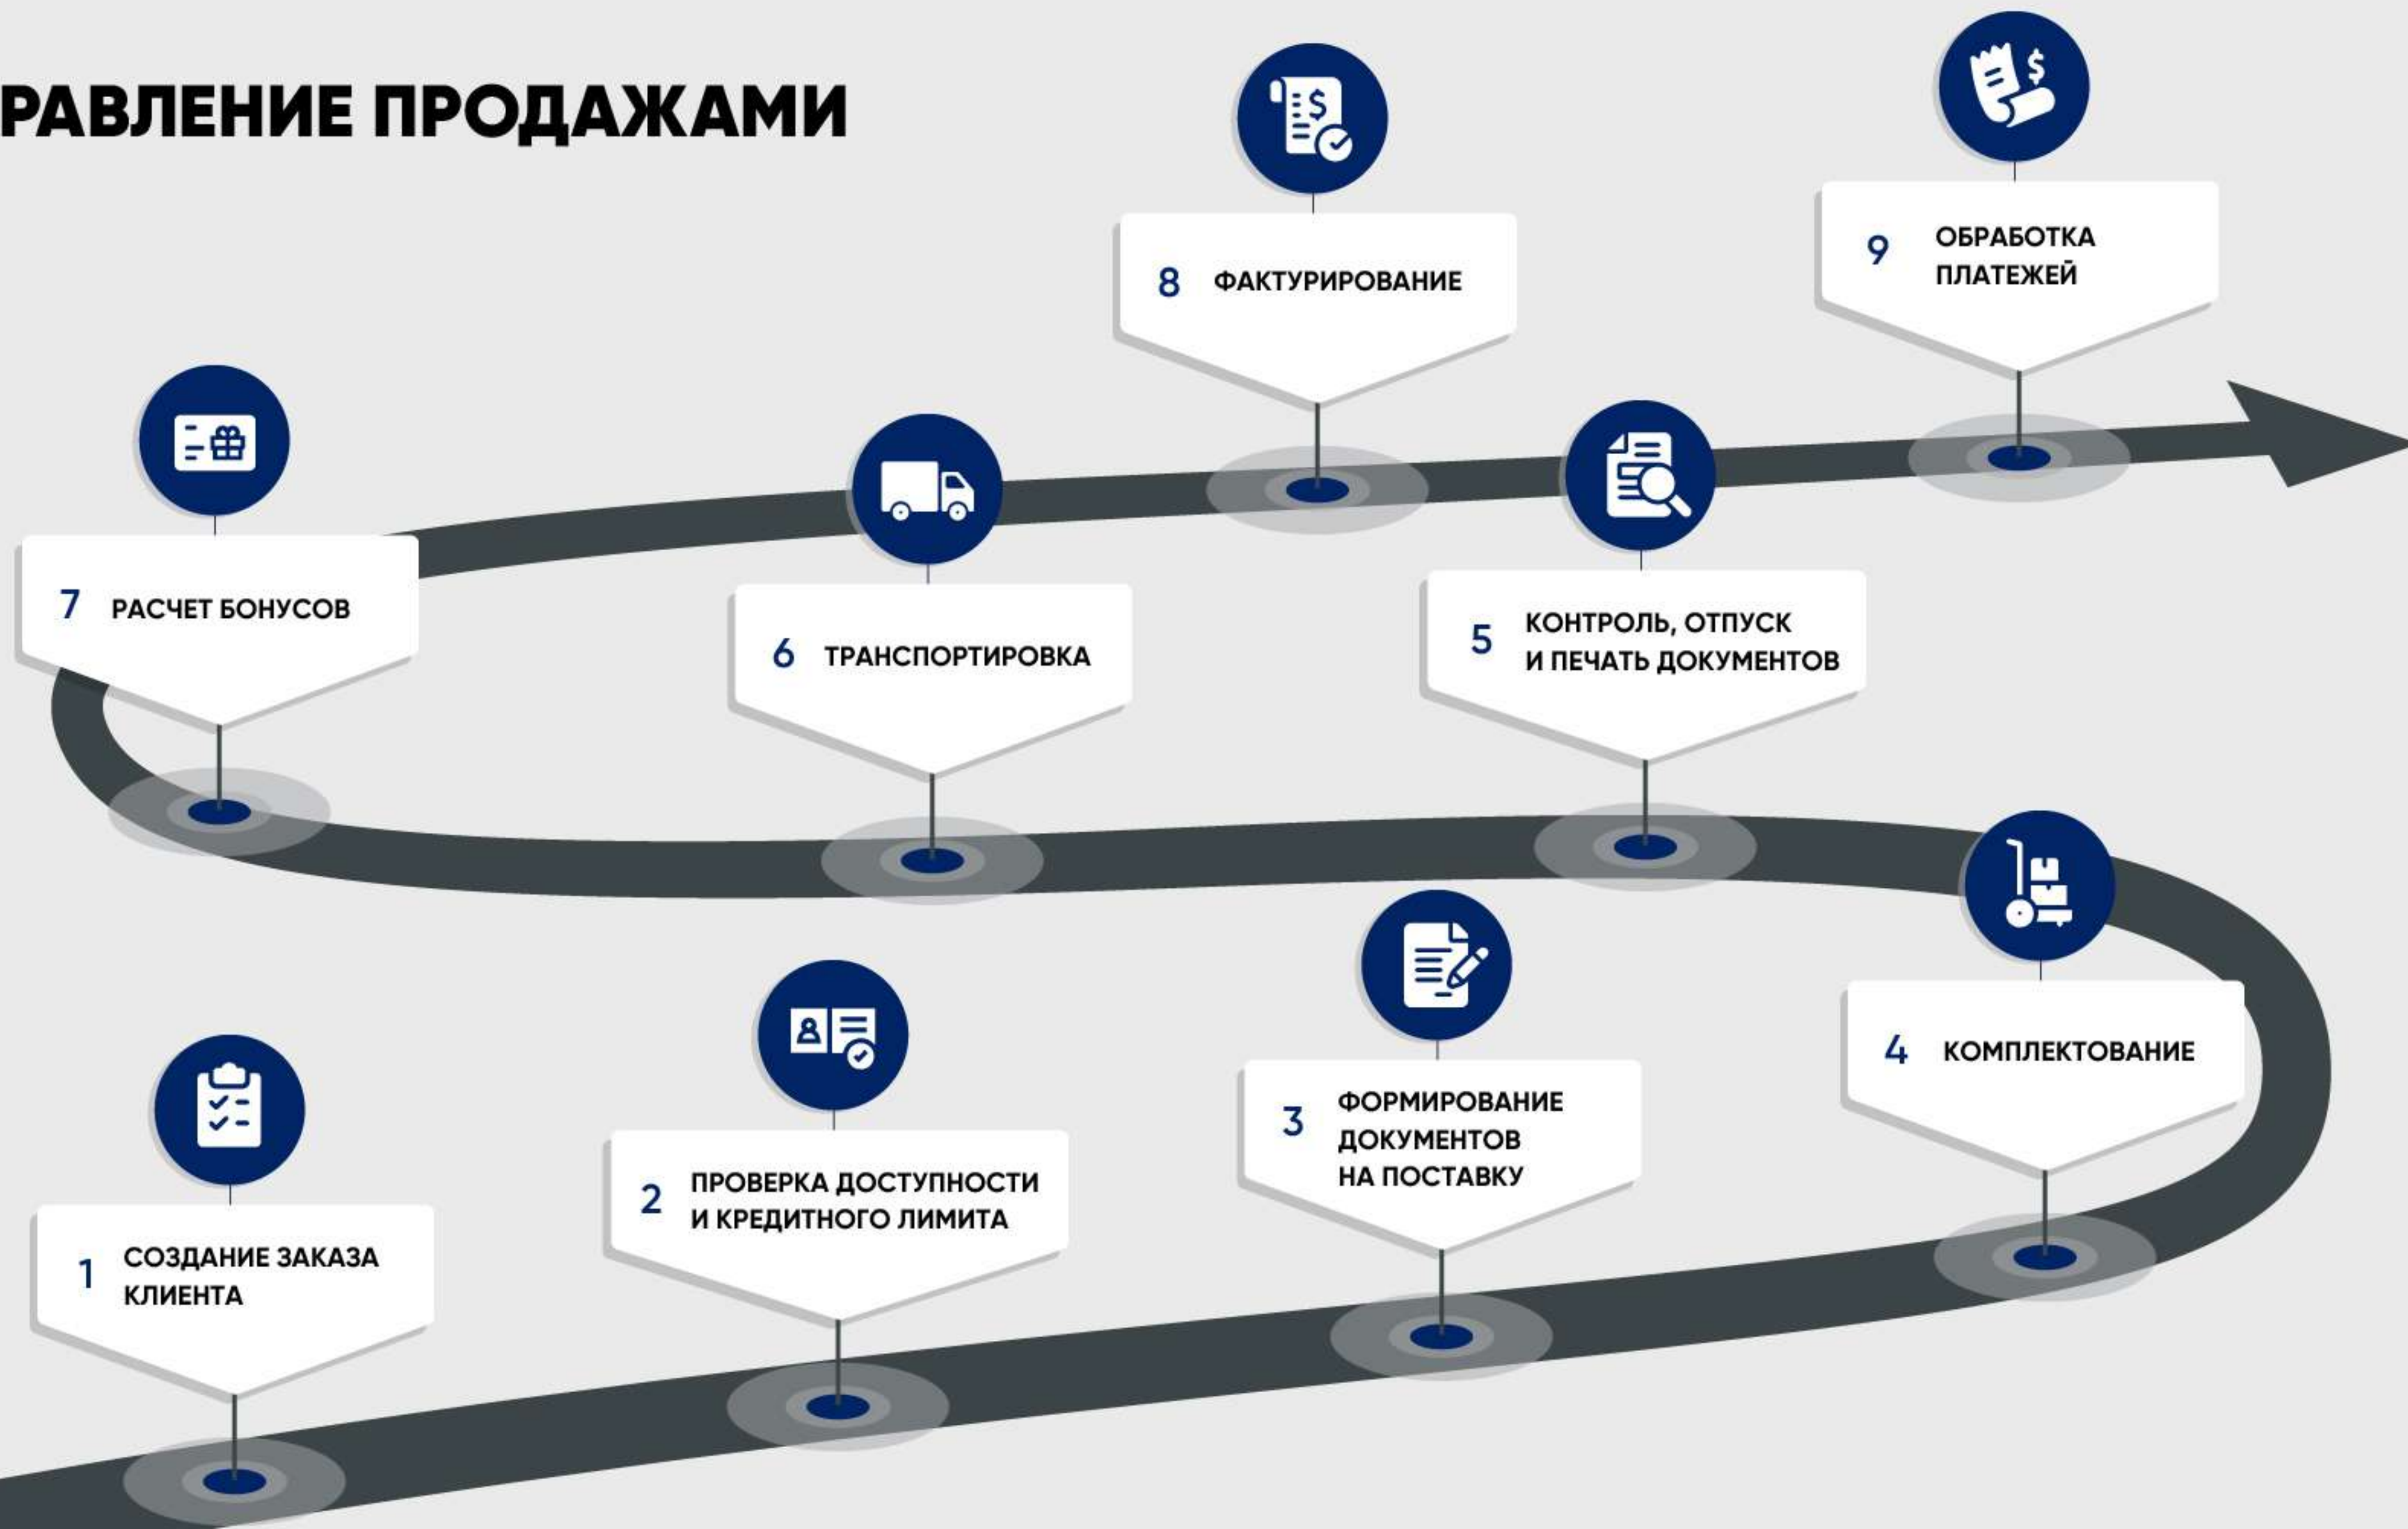 РАВЛЕНИЕ ПРОДАЖАМИ
1
СОЗДАНИЕ ЗАКАЗА
КЛИЕНТА
2
ПРОВЕРКА ДОСТУПНОСТИ
И КРЕДИТНОГО ЛИМИТА
3
ФОРМИРОВАНИЕ
ДОКУМЕНТОВ
НА ПОСТАВКУ
4
КОМПЛЕКТОВАНИЕ
5
КОНТРОЛЬ, ОТПУСК
И ПЕЧАТЬ ДОКУМЕНТОВ
6
ТРАНСПОРТИРОВКА
7
РАСЧЕТ БОНУСОВ
8
ФАКТУРИРОВАНИЕ
9
ОБРАБОТКА
ПЛАТЕЖЕЙ